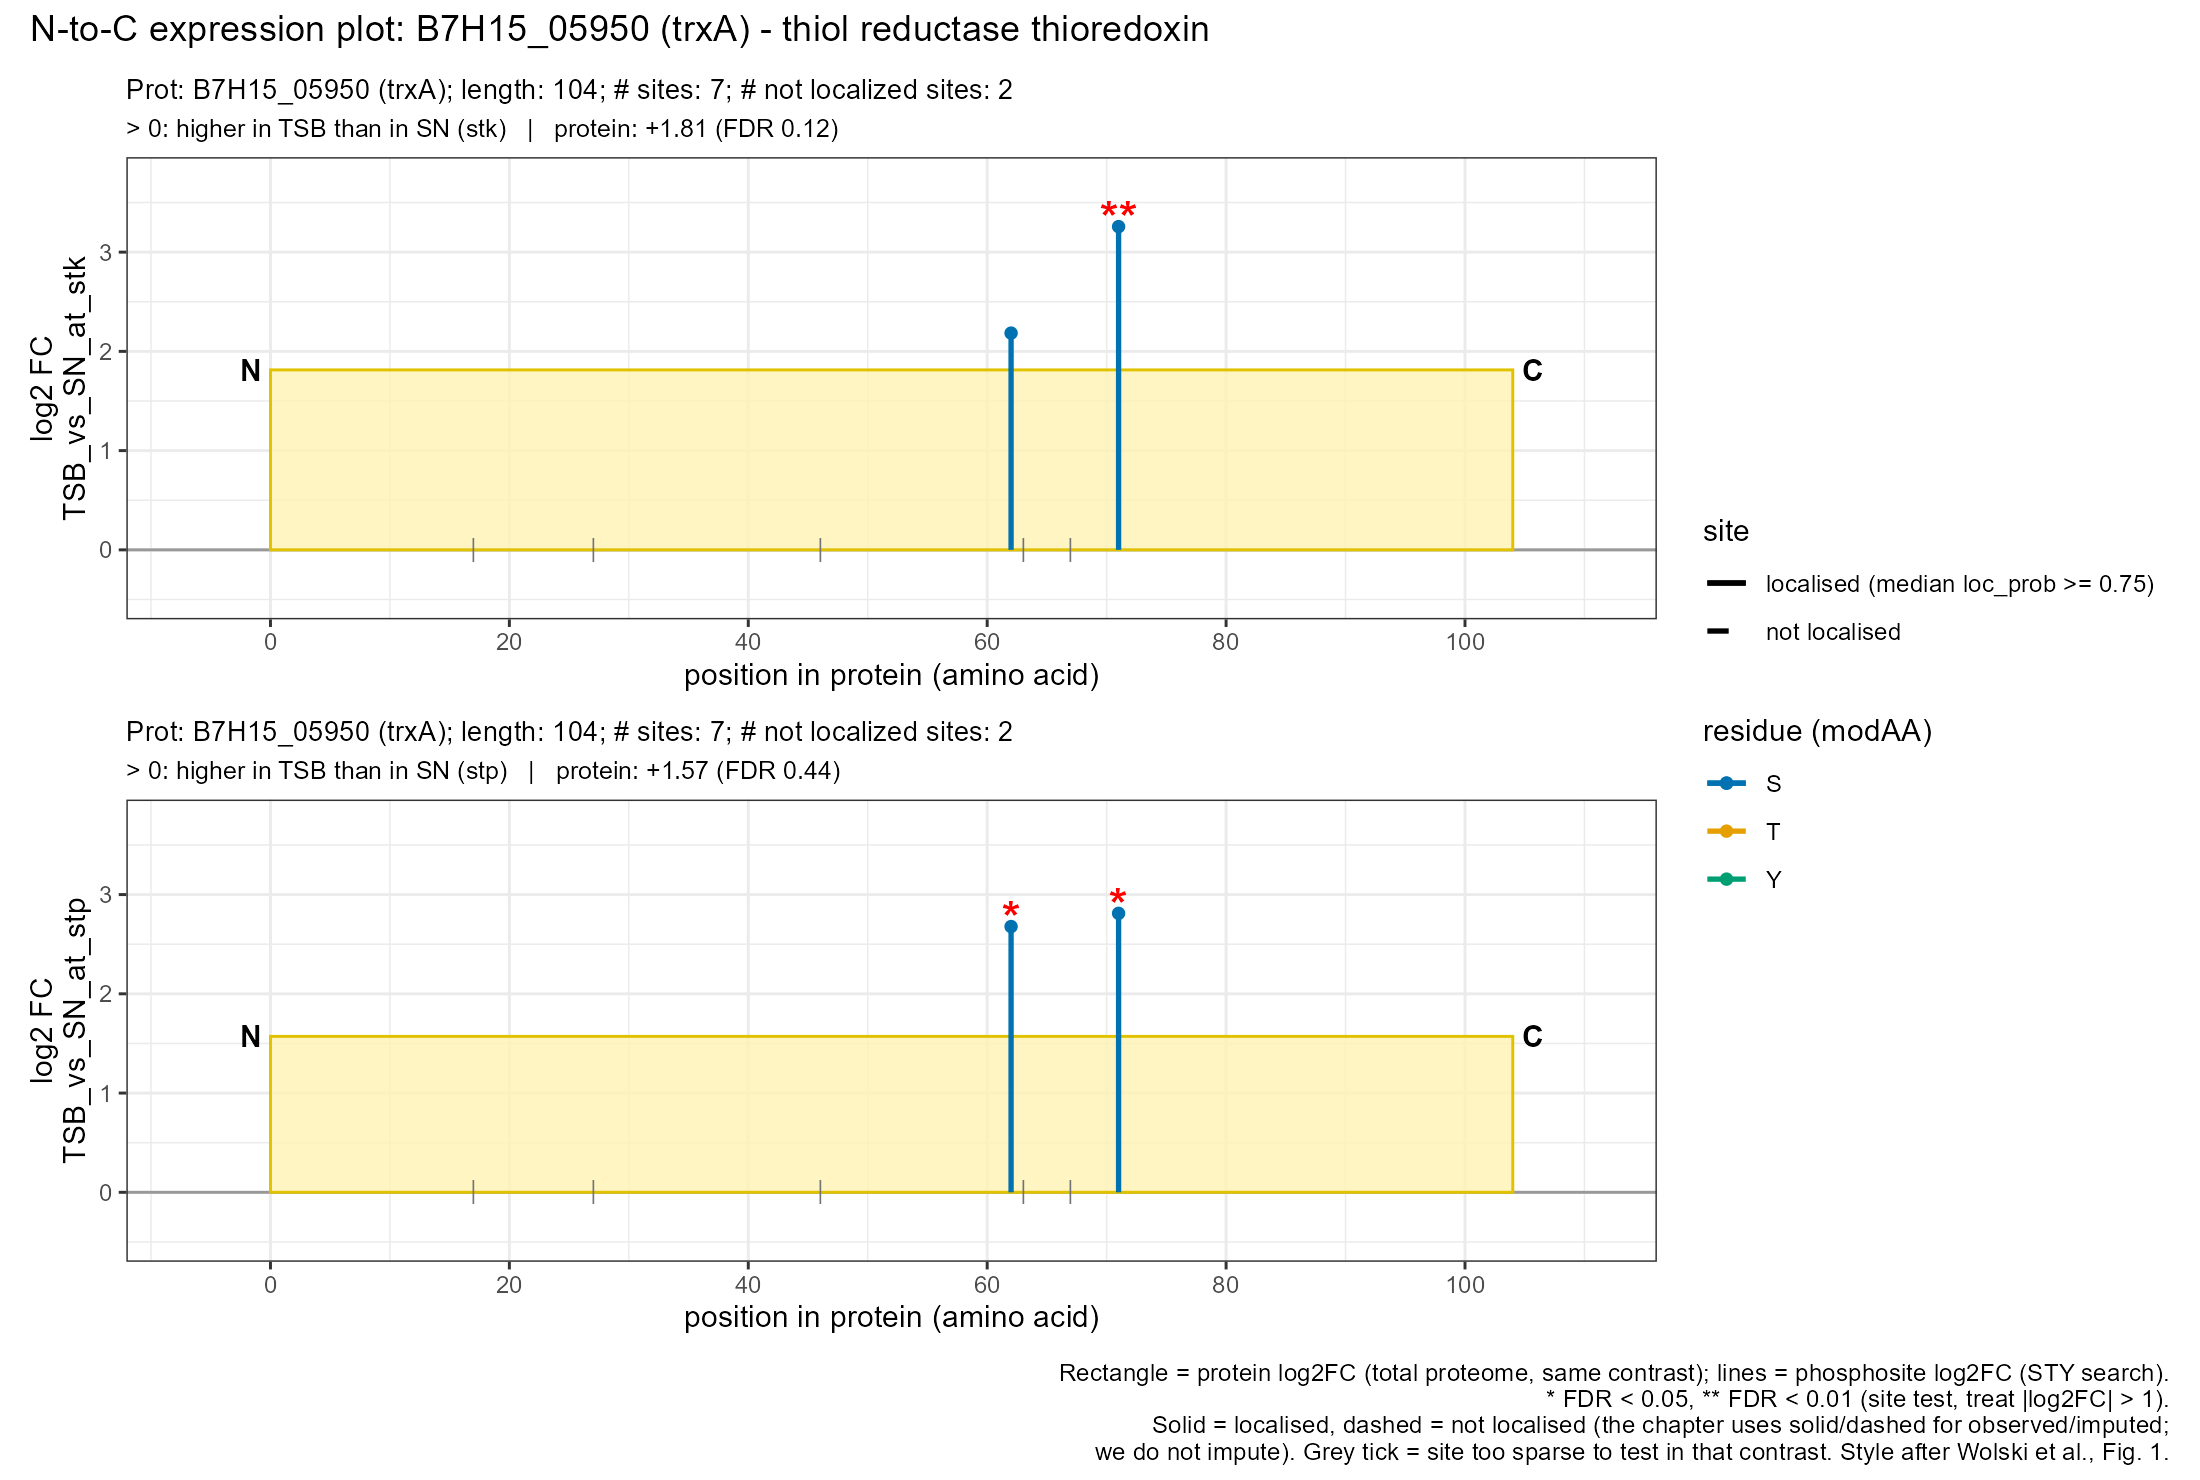 N-to-C expression plot: B7H15_05950 (trxA) - thiol reductase thioredoxin
Prot: B7H15_05950 (trxA); length: 104; # sites: 7; # not localized sites: 2
> 0: higher in TSB than in SN (stk)   |   protein: +1.81 (FDR 0.12)
log2 FC
TSB_vs_SN_at_stk
3
2
1
0
N
C
**
0 20 40 60 80 100
position in protein (amino acid)
Prot: B7H15_05950 (trxA); length: 104; # sites: 7; # not localized sites: 2
> 0: higher in TSB than in SN (stp)   |   protein: +1.57 (FDR 0.44)
log2 FC
TSB_vs_SN_at_stp
3
2
1
0
N
C
* *
0 20 40 60 80 100
position in protein (amino acid)
site
localised (median loc_prob >= 0.75)
not localised
residue (modAA)
S
T
Y
Rectangle = protein log2FC (total proteome, same contrast); lines = phosphosite log2FC (STY search).
* FDR < 0.05, ** FDR < 0.01 (site test, treat |log2FC| > 1).
Solid = localised, dashed = not localised (the chapter uses solid/dashed for observed/imputed;
we do not impute). Grey tick = site too sparse to test in that contrast. Style after Wolski et al., Fig. 1.